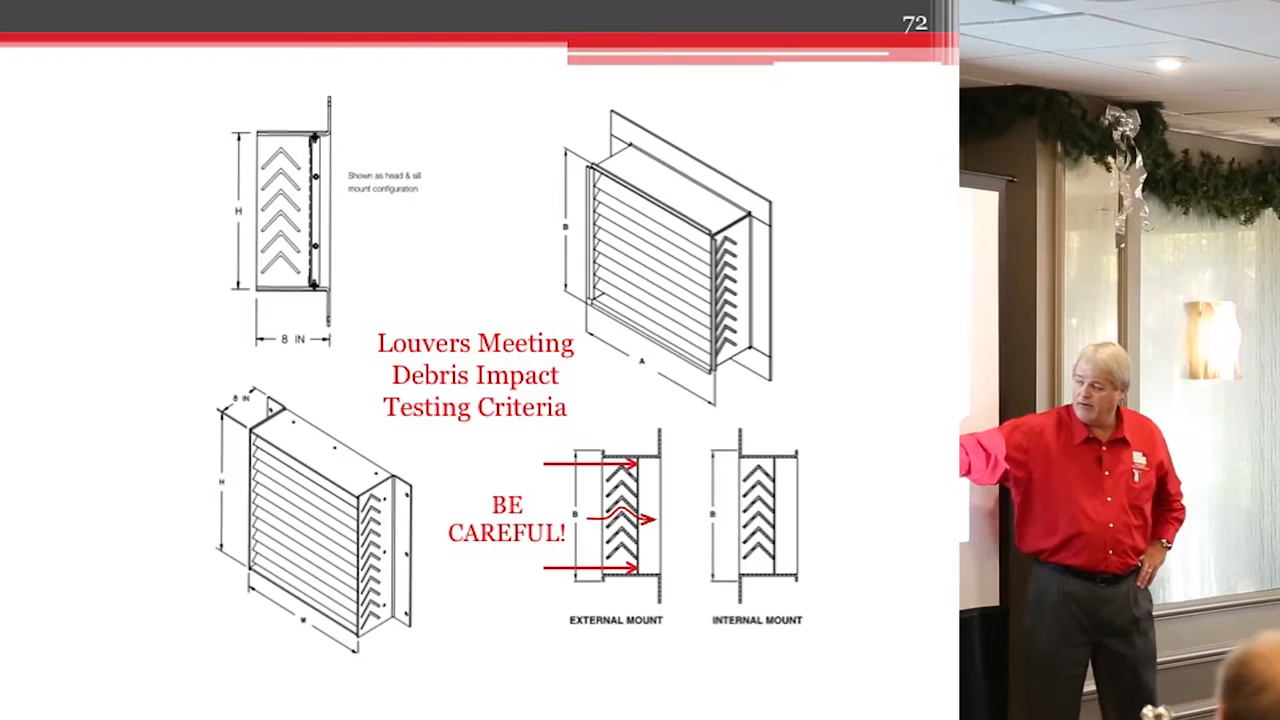 72
Shown as head & sill
mount configuration
H
8 IN
B
A
Louvers Meeting
Debris Impact
Testing Criteria
8 IN
H
W
BE
CAREFUL!
B
B
EXTERNAL MOUNT
INTERNAL MOUNT